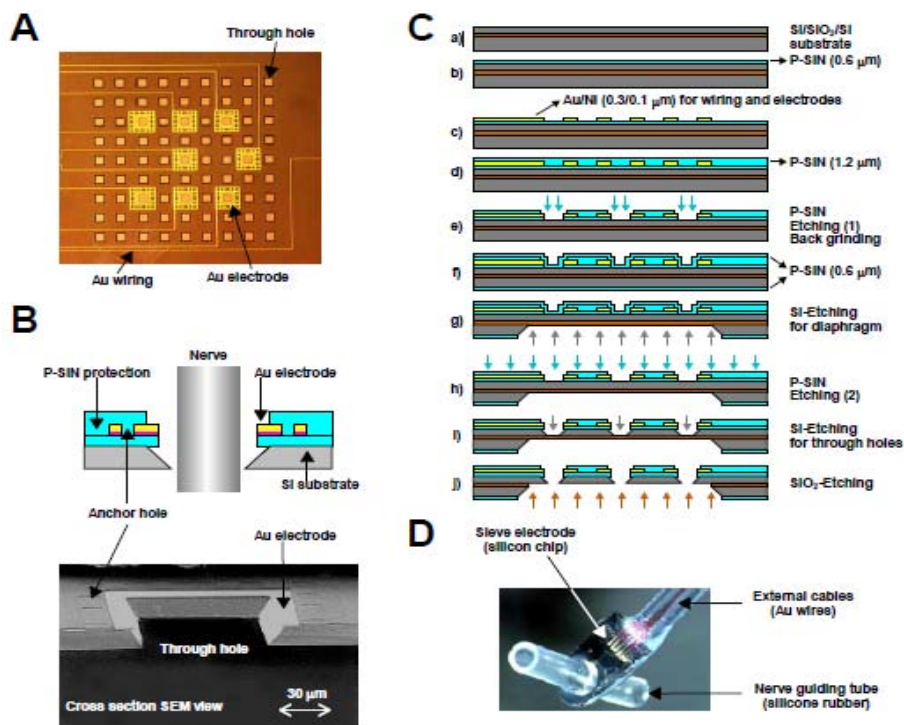 A
Through hole
Au wiring
Au electrode
B
Nerve
P-SIN protection
Au electrode
Si substrate
Anchor hole
Au electrode
Through hole
Cross section SEM view
30 μm
C
a)
Si/SiO₂/Si
substrate
b)
P-SIN (0.6 μm)
Au/Ni (0.3/0.1 μm) for wiring and electrodes
c)
d)
P-SIN (1.2 μm)
e)
P-SIN
Etching (1)
Back grinding
f)
P-SIN (0.6 μm)
g)
Si-Etching
for diaphragm
h)
P-SIN
Etching (2)
i)
Si-Etching
for through holes
j)
SiO₂-Etching
D
Sieve electrode
(silicon chip)
External cables
(Au wires)
Nerve guiding tube
(silicone rubber)